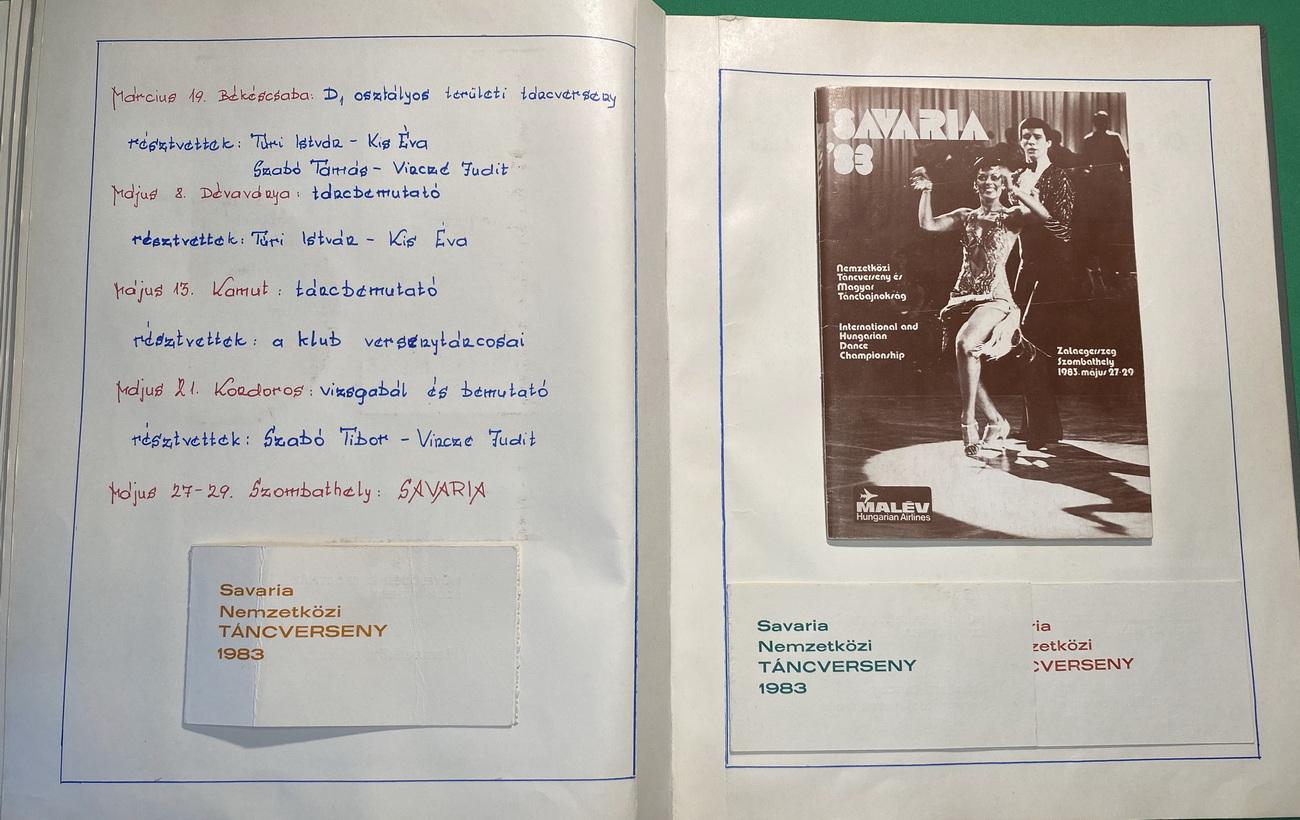 Március 19. Békéscsaba: D, osztályos területi táncverseny
résztvettek: Túri István - Kis Éva
Szabó Tamás - Vincze Judit
Május 8. Dévaványa: táncbemutató
résztvettek: Túri István - Kis Éva
Május 13. Kamut: táncbemutató
résztvettek: a klub versenytáncosai
Május 21. Kondoros: vizsgabál és bemutató
résztvettek: Szabó Tibor - Vincze Judit
Május 27-29. Szombathely: SAVARIA
Savaria
Nemzetközi
TÁNCVERSENY
1983
SAVARIA
'83
Nemzetközi
Táncverseny és
Magyar
Táncbajnokság
International and
Hungarian
Dance
Championship
Zalaegerszeg
Szombathely
1983. május 27-29
MALÉV
Hungarian Airlines
Savaria
Nemzetközi
TÁNCVERSENY
1983
ria
zetközi
CVERSENY